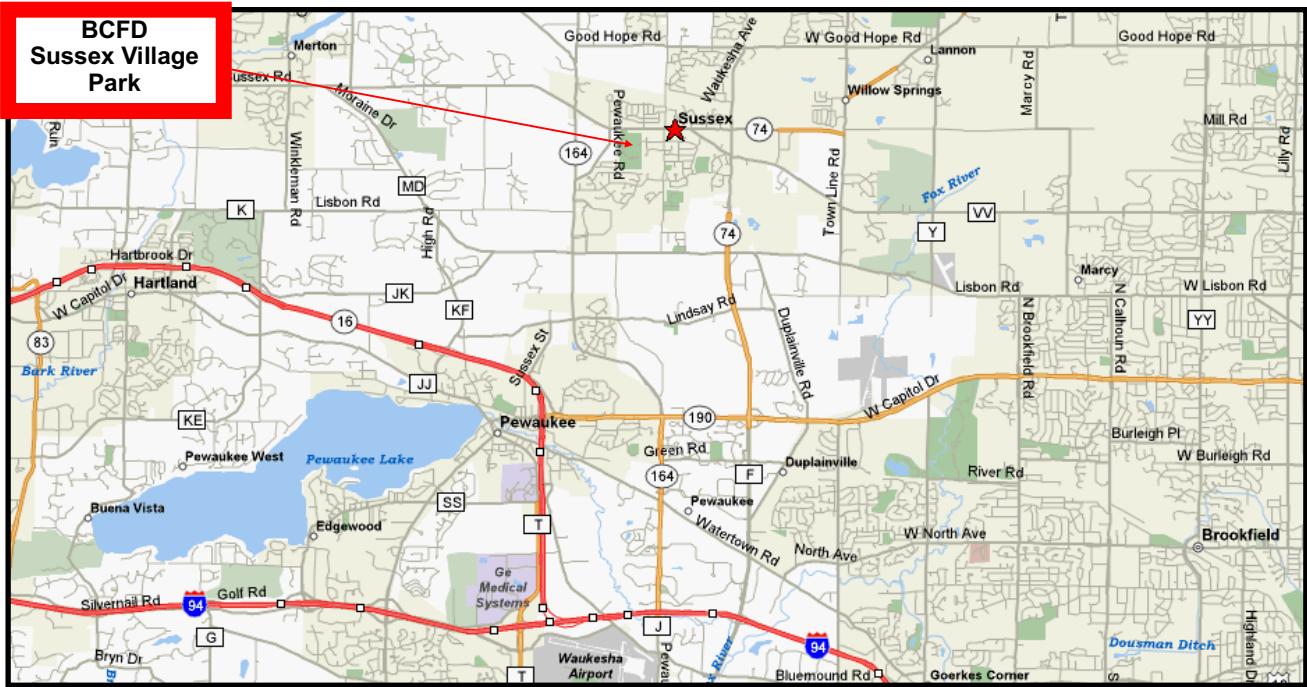 BCFD
Sussex Village
Park
Merton
Good Hope Rd
W Good Hope Rd
Good Hope Rd
Waukesha Ave
Lannon
Marcy Rd
Sussex Rd
Moraine Dr
Willow Springs
Pewaukee Rd
Sussex
74
Mill Rd
Lilly Rd
Run
Winkleman Rd
164
Town Line Rd
MD
Fox River
K
Lisbon Rd
High Rd
VV
74
Y
Hartbrook Dr
Marcy
W Capitol Dr
Hartland
JK
KF
Lisbon Rd
W Lisbon Rd
Lindsay Rd
Duplainville Rd
N Brookfield Rd
N Calhoun Rd
16
YY
83
Sussex St
Bark River
JJ
W Capitol Dr
KE
Pewaukee
190
Burleigh Pl
Pewaukee West
Pewaukee Lake
Green Rd
W Burleigh Rd
164
F
Duplainville
River Rd
Buena Vista
SS
Pewaukee
Edgewood
T
Watertown Rd
North Ave
W North Ave
Brookfield
Ge
Medical
Systems
Silvernail Rd
94
Golf Rd
G
J
94
Dousman Ditch
Highland Dr
Bryn Dr
Waukesha
Airport
T
Pewau
x River
Bluemound Rd
Goerkes Corner